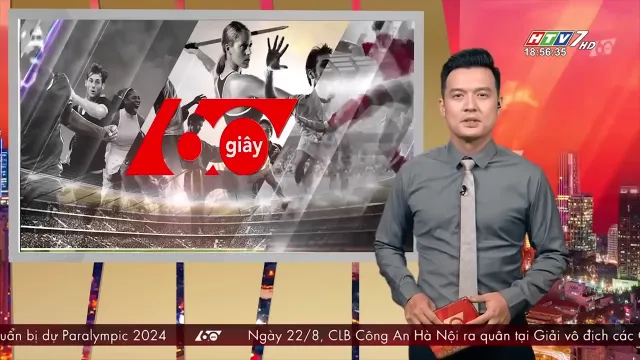 HTV7 HD
18:56:35
60 giây
uẩn bị dự Paralympic 2024 60 Ngày 22/8, CLB Công An Hà Nội ra quân tại Giải vô địch các